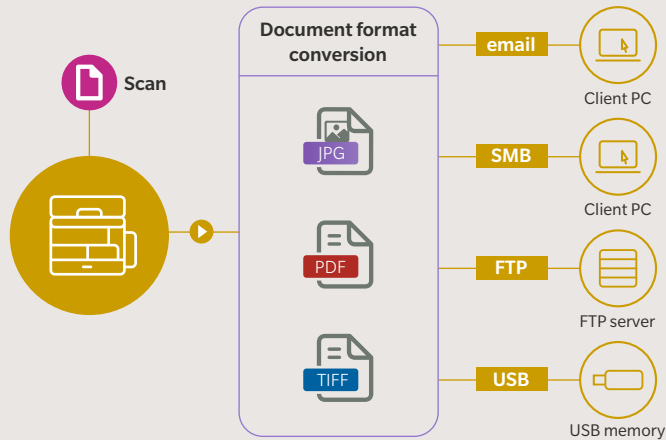 Scan
Document format
conversion
JPG
PDF
TIFF
email
Client PC
SMB
Client PC
FTP
FTP server
USB
USB memory